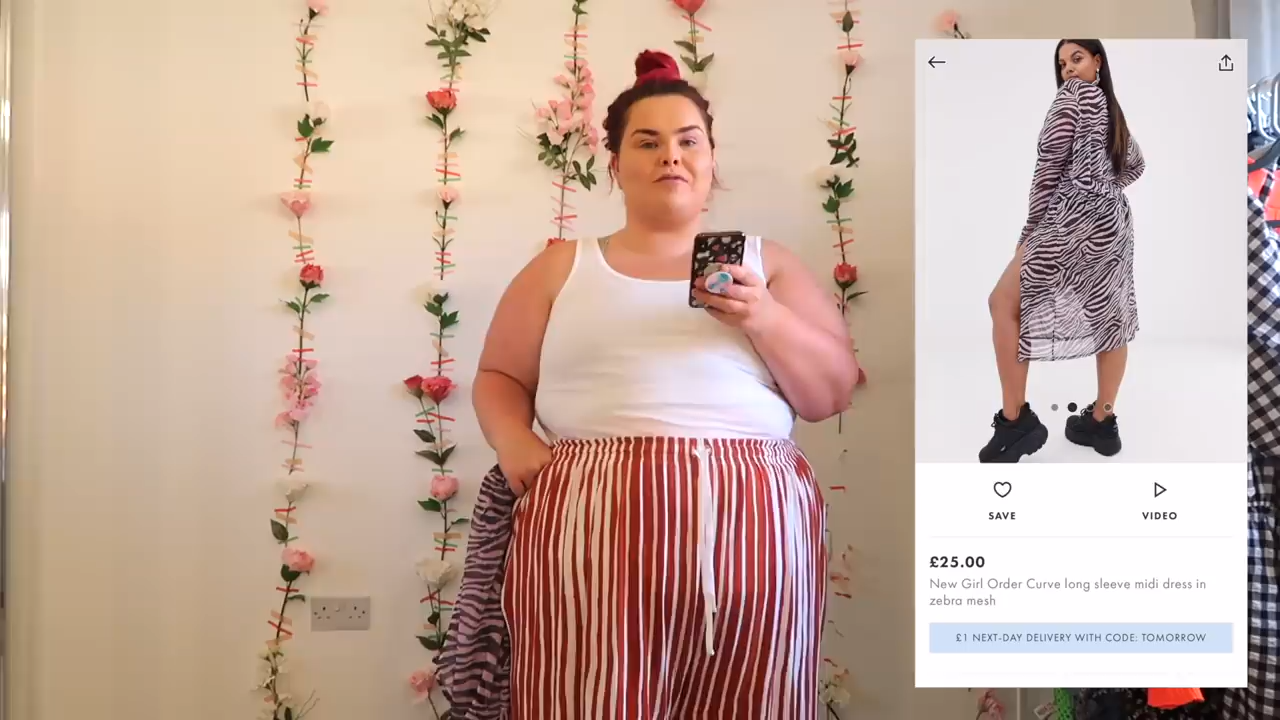 SAVE
VIDEO
£25.00
New Girl Order Curve long sleeve midi dress in
zebra mesh
£1 NEXT-DAY DELIVERY WITH CODE: TOMORROW